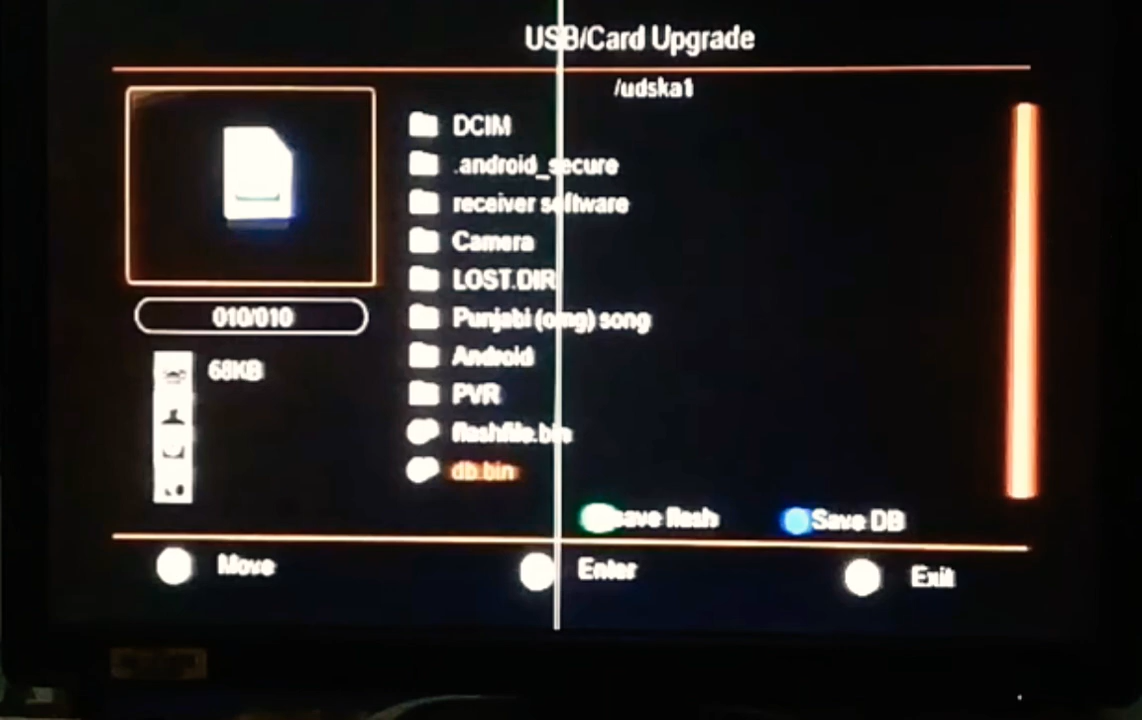 USB/Card Upgrade
/udska1
DCIM
.android_secure
receiver software
Camera
LOST.DIR
010/010
Punjabi (omg) song
68KB
Android
PVR
flashfile.bin
db.bin
save flash
Save DB
Move
Enter
Exit